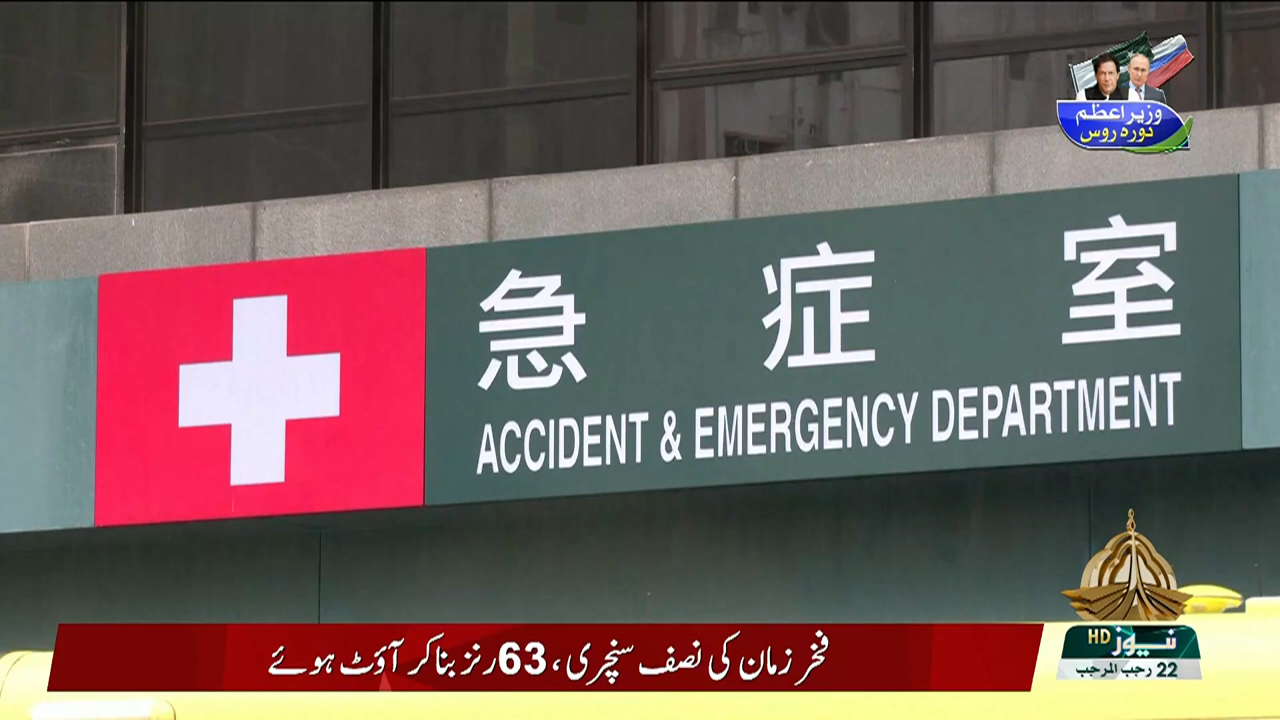 وزیراعظم
دورہ روس
急症室
ACCIDENT & EMERGENCY DEPARTMENT
نیوز HD
22 رجب المرجب
فخر زمان کی نصف سنچری، 63 رنز بنا کر آؤٹ ہوئے